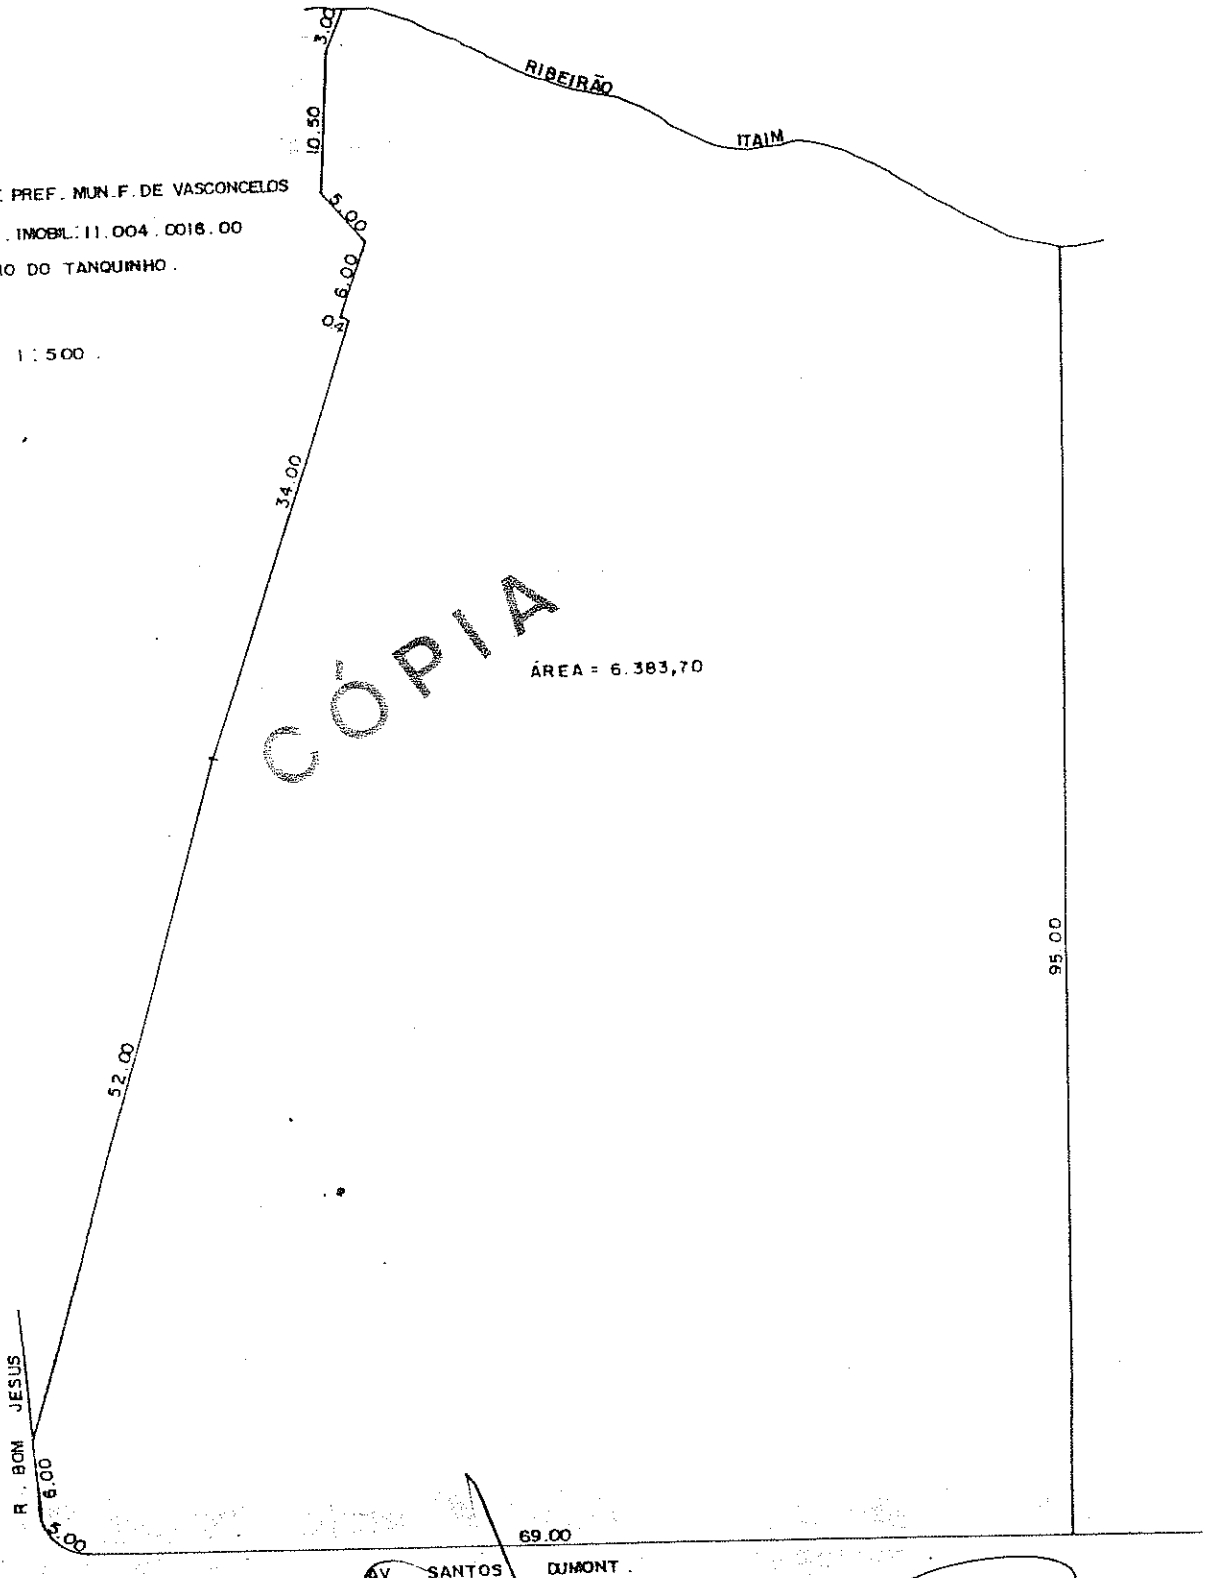 3.00
RIBEIRÃO
10.50
ITAIM
PREF. MUN. F. DE VASCONCELOS
5.00
. IMOBIL: 11.004.0016.00
DO TANQUINHO.
6.00
0.4
1:500.
34.00
CÓPIA
ÁREA = 6.383,70
95.00
52.00
R. BOM JESUS
6.00
5.00
69.00
AV SANTOS DUMONT.